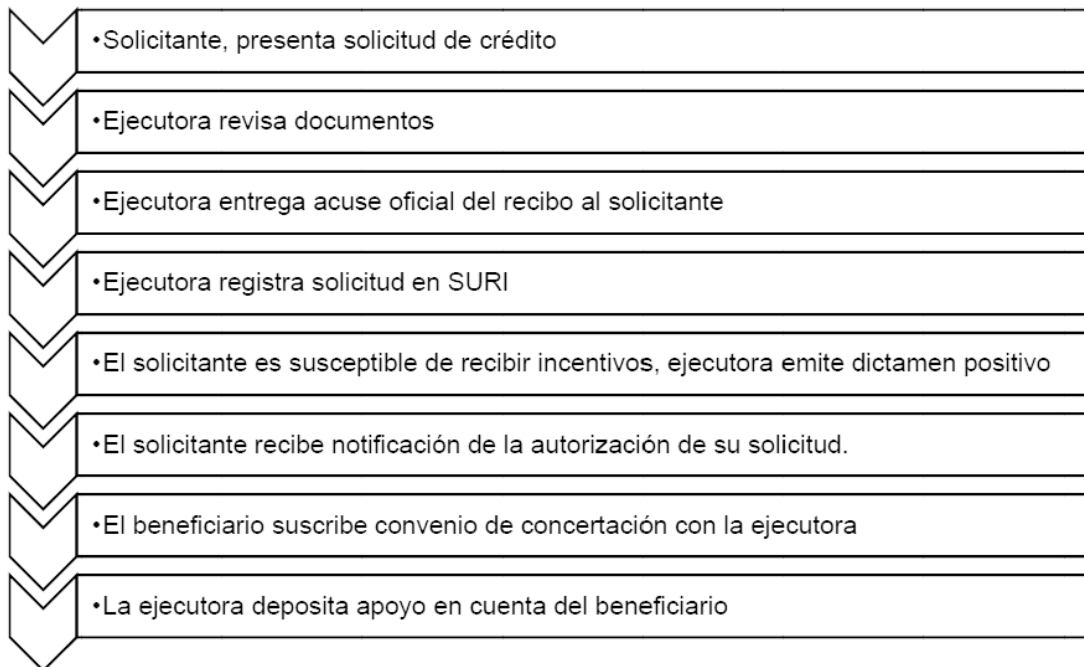 •Solicitante, presenta solicitud de crédito
•Ejecutora revisa documentos
•Ejecutora entrega acuse oficial del recibo al solicitante
•Ejecutora registra solicitud en SURI
•El solicitante es susceptible de recibir incentivos, ejecutora emite dictamen positivo
•El solicitante recibe notificación de la autorización de su solicitud.
•El beneficiario suscribe convenio de concertación con la ejecutora
•La ejecutora deposita apoyo en cuenta del beneficiario